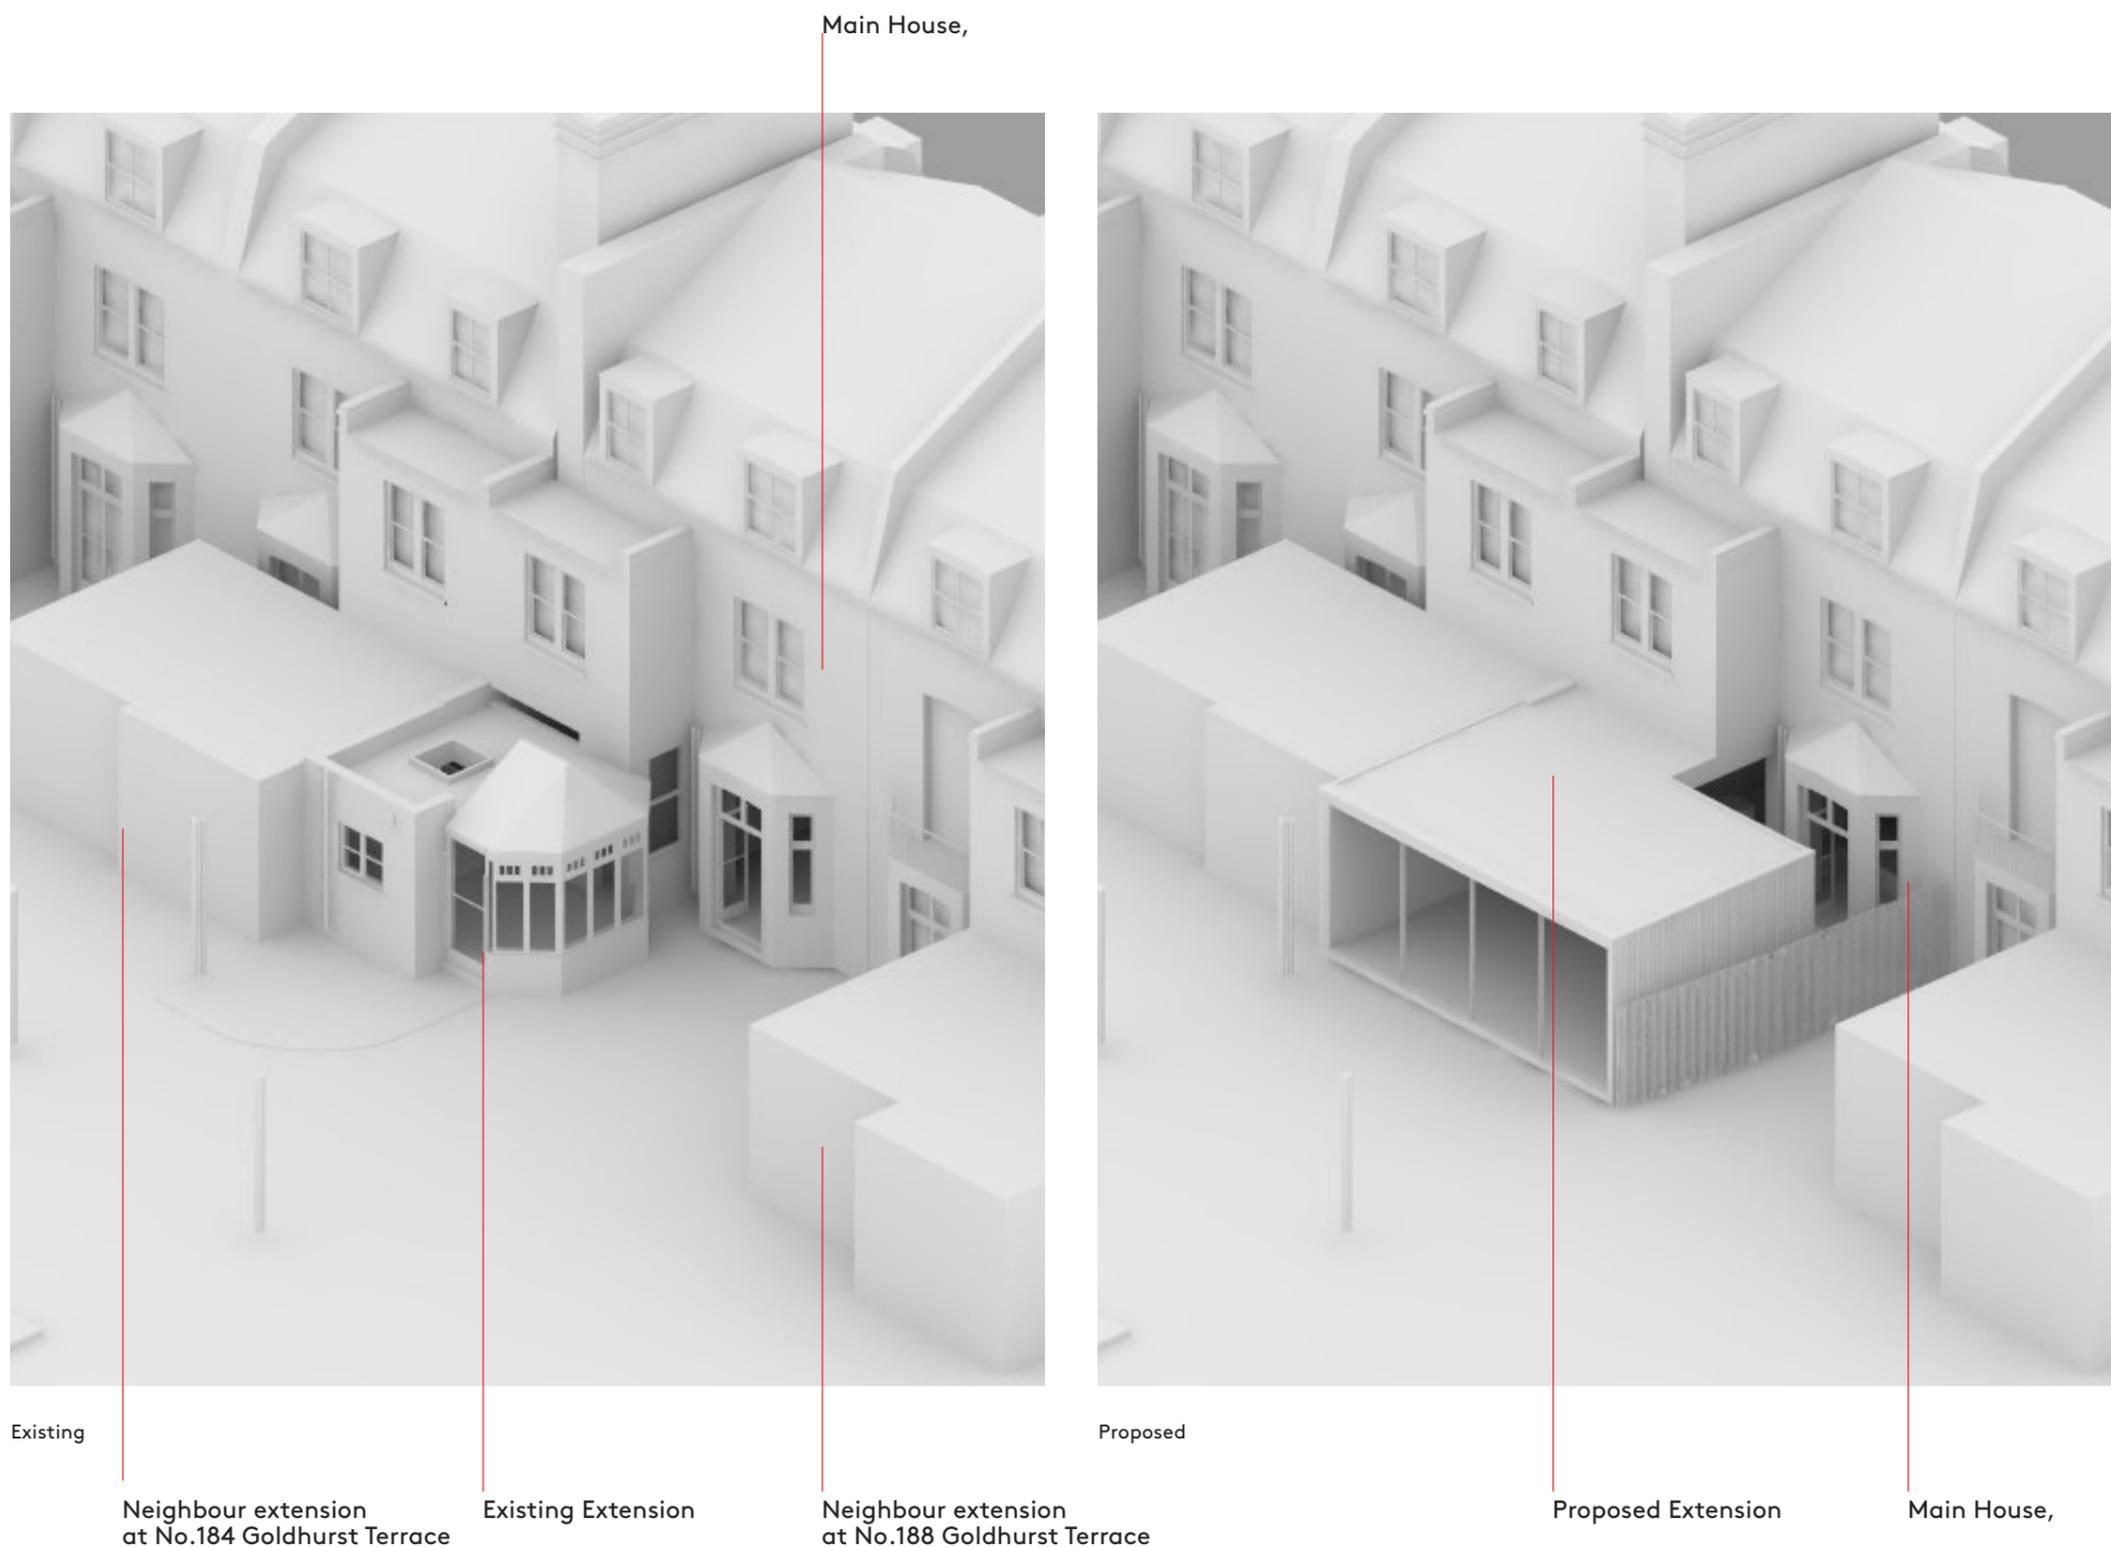 Main House,
Existing
Proposed
Neighbour extension
at No.184 Goldhurst Terrace
Existing Extension
Neighbour extension
at No.188 Goldhurst Terrace
Proposed Extension
Main House,